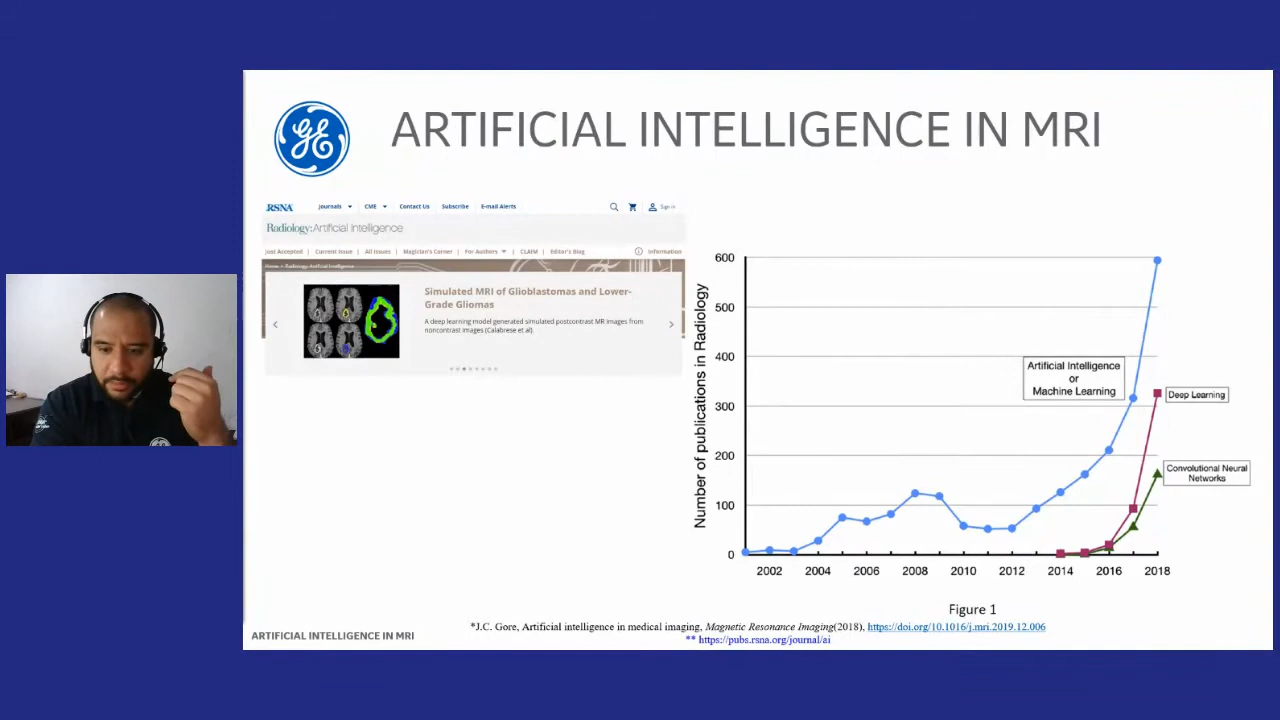 GE
ARTIFICIAL INTELLIGENCE IN MRI
RSNA Journals CME Contact Us Subscribe E-mail Alerts Sign in
Radiology: Artificial Intelligence
Just Accepted Current Issue All Issues Magician's Corner For Authors CLAIM Editor's Blog Information
Home > Radiology: Artificial Intelligence
Simulated MRI of Glioblastomas and Lower-
Grade Gliomas
A deep learning model generated simulated postcontrast MR images from
noncontrast images (Calabrese et al).
Number of publications in Radiology
600
500
400
300
200
100
0
Artificial Intelligence
or
Machine Learning
Deep Learning
Convolutional Neural
Networks
2002 2004 2006 2008 2010 2012 2014 2016 2018
Figure 1
*J.C. Gore, Artificial intelligence in medical imaging, Magnetic Resonance Imaging(2018), https://doi.org/10.1016/j.mri.2019.12.006
** https://pubs.rsna.org/journal/ai
ARTIFICIAL INTELLIGENCE IN MRI